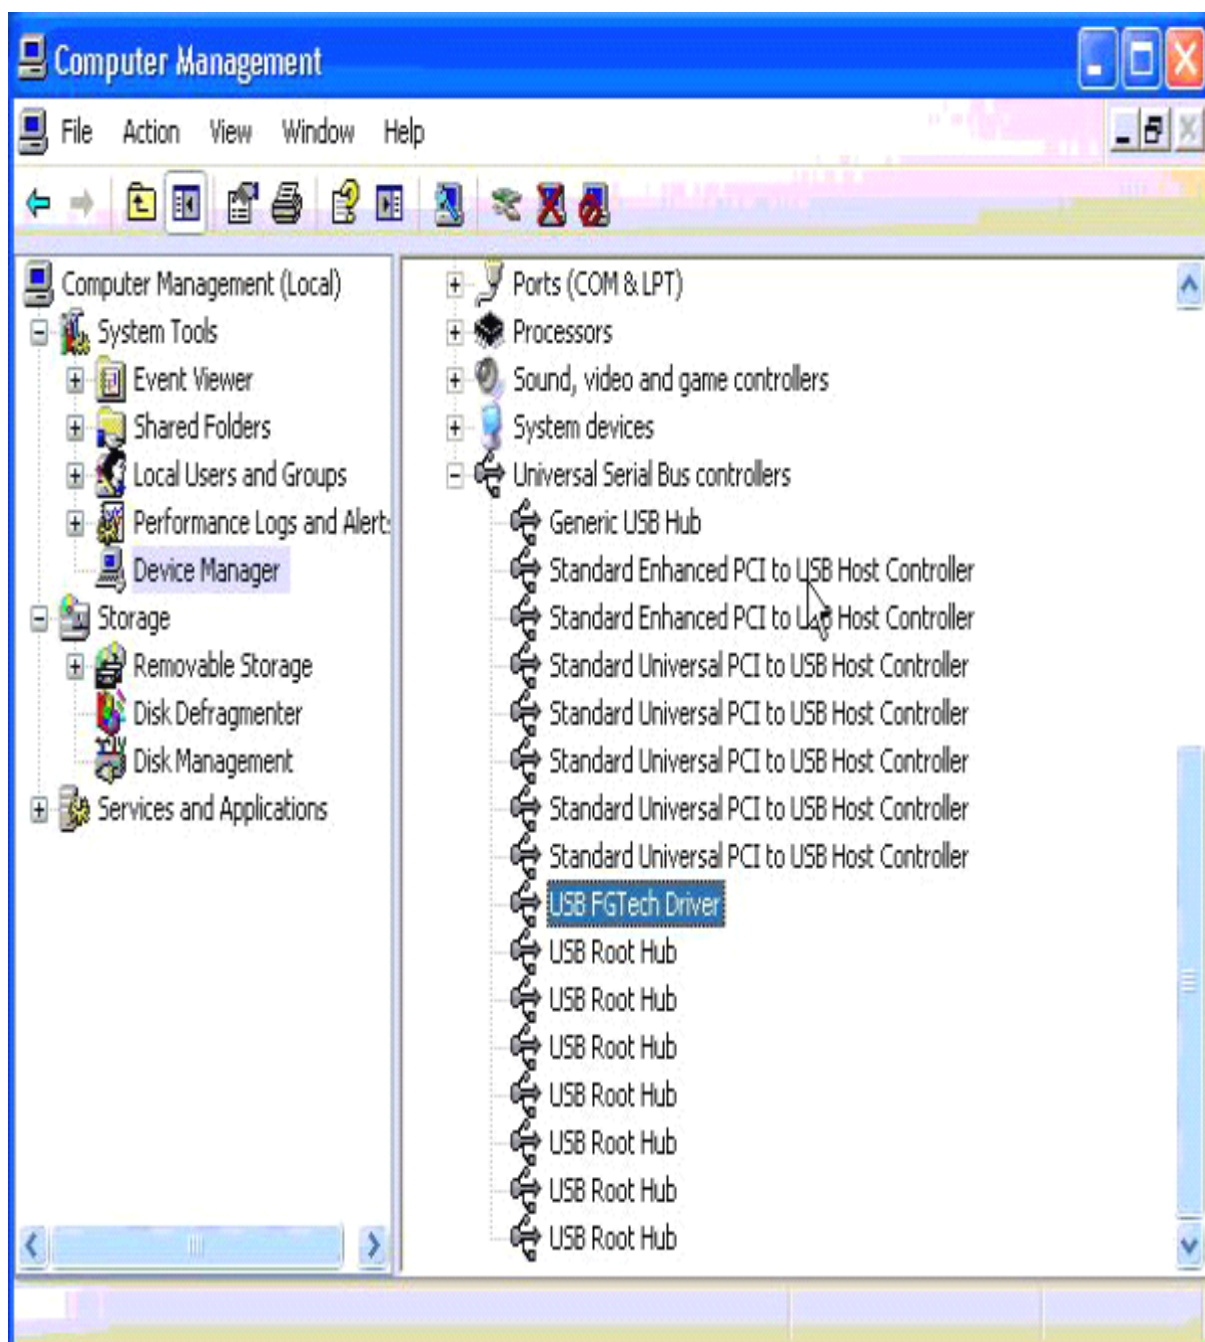 Computer Management
File Action View Window Help
Computer Management (Local)
System Tools
Event Viewer
Shared Folders
Local Users and Groups
Performance Logs and Alert
Device Manager
Storage
Removable Storage
Disk Defragmenter
Disk Management
Services and Applications
Ports (COM & LPT)
Processors
Sound, video and game controllers
System devices
Universal Serial Bus controllers
Generic USB Hub
Standard Enhanced PCI to USB Host Controller
Standard Enhanced PCI to USB Host Controller
Standard Universal PCI to USB Host Controller
Standard Universal PCI to USB Host Controller
Standard Universal PCI to USB Host Controller
Standard Universal PCI to USB Host Controller
Standard Universal PCI to USB Host Controller
USB FGTech Driver
USB Root Hub
USB Root Hub
USB Root Hub
USB Root Hub
USB Root Hub
USB Root Hub
USB Root Hub